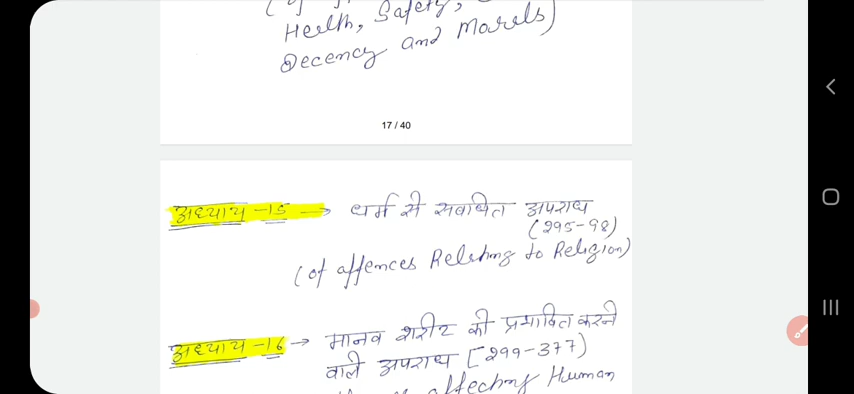 Health, Safety,
Decency and Morals)
17 / 40
अध्याय -15 → धर्म से सबंधित अपराध
(295-98)
(of affences Relating to Religion)
अध्याय -16 → मानव शरीर को प्रभावित करने
वाले अपराध [299-377)
affecting Human